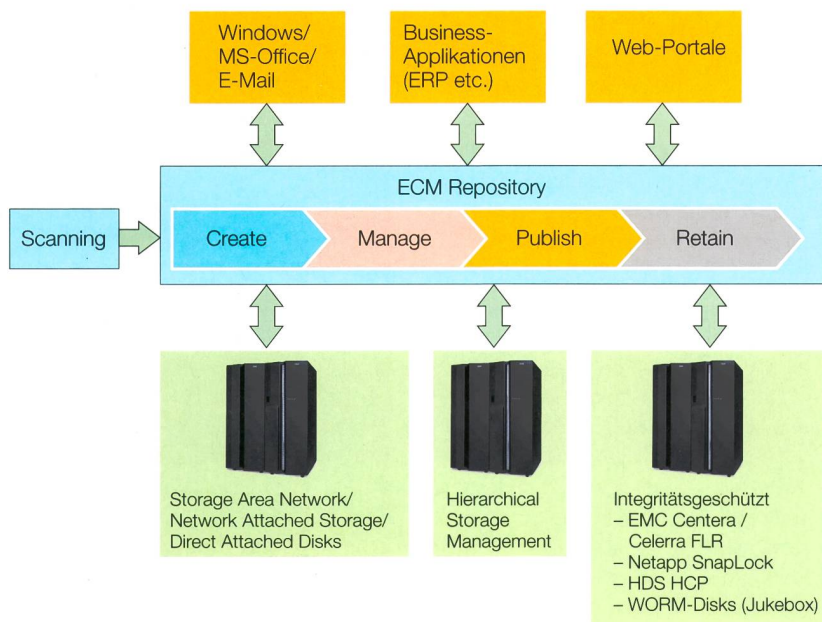 Windows/
MS-Office/
E-Mail
Business-
Applikationen
(ERP etc.)
Web-Portale
ECM Repository
Scanning
Create
Manage
Publish
Retain
Storage Area Network/
Network Attached Storage/
Direct Attached Disks
Hierarchical
Storage
Management
Integritätsgeschützt
– EMC Centera /
Celerra FLR
– Netapp SnapLock
– HDS HCP
– WORM-Disks (Jukebox)